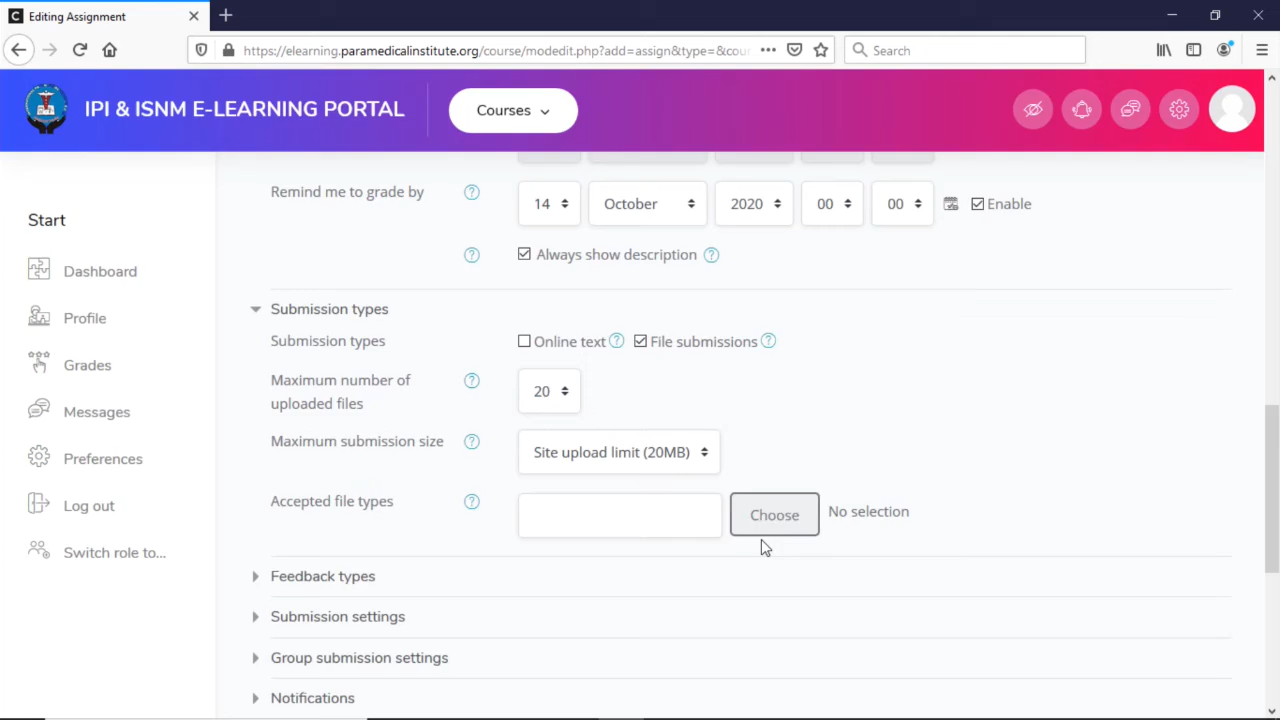 Editing Assignment
https://elearning.paramedicalinstitute.org/course/modedit.php?add=assign&type=&cou
Search
IPI & ISNM E-LEARNING PORTAL
Courses
Start
Dashboard
Profile
Grades
Messages
Preferences
Log out
Switch role to...
Remind me to grade by ? 14 October 2020 00 00 Enable
? Always show description ?
Submission types
Submission types Online text ? File submissions ?
Maximum number of ? 20
uploaded files
Maximum submission size ? Site upload limit (20MB)
Accepted file types ? Choose No selection
Feedback types
Submission settings
Group submission settings
Notifications